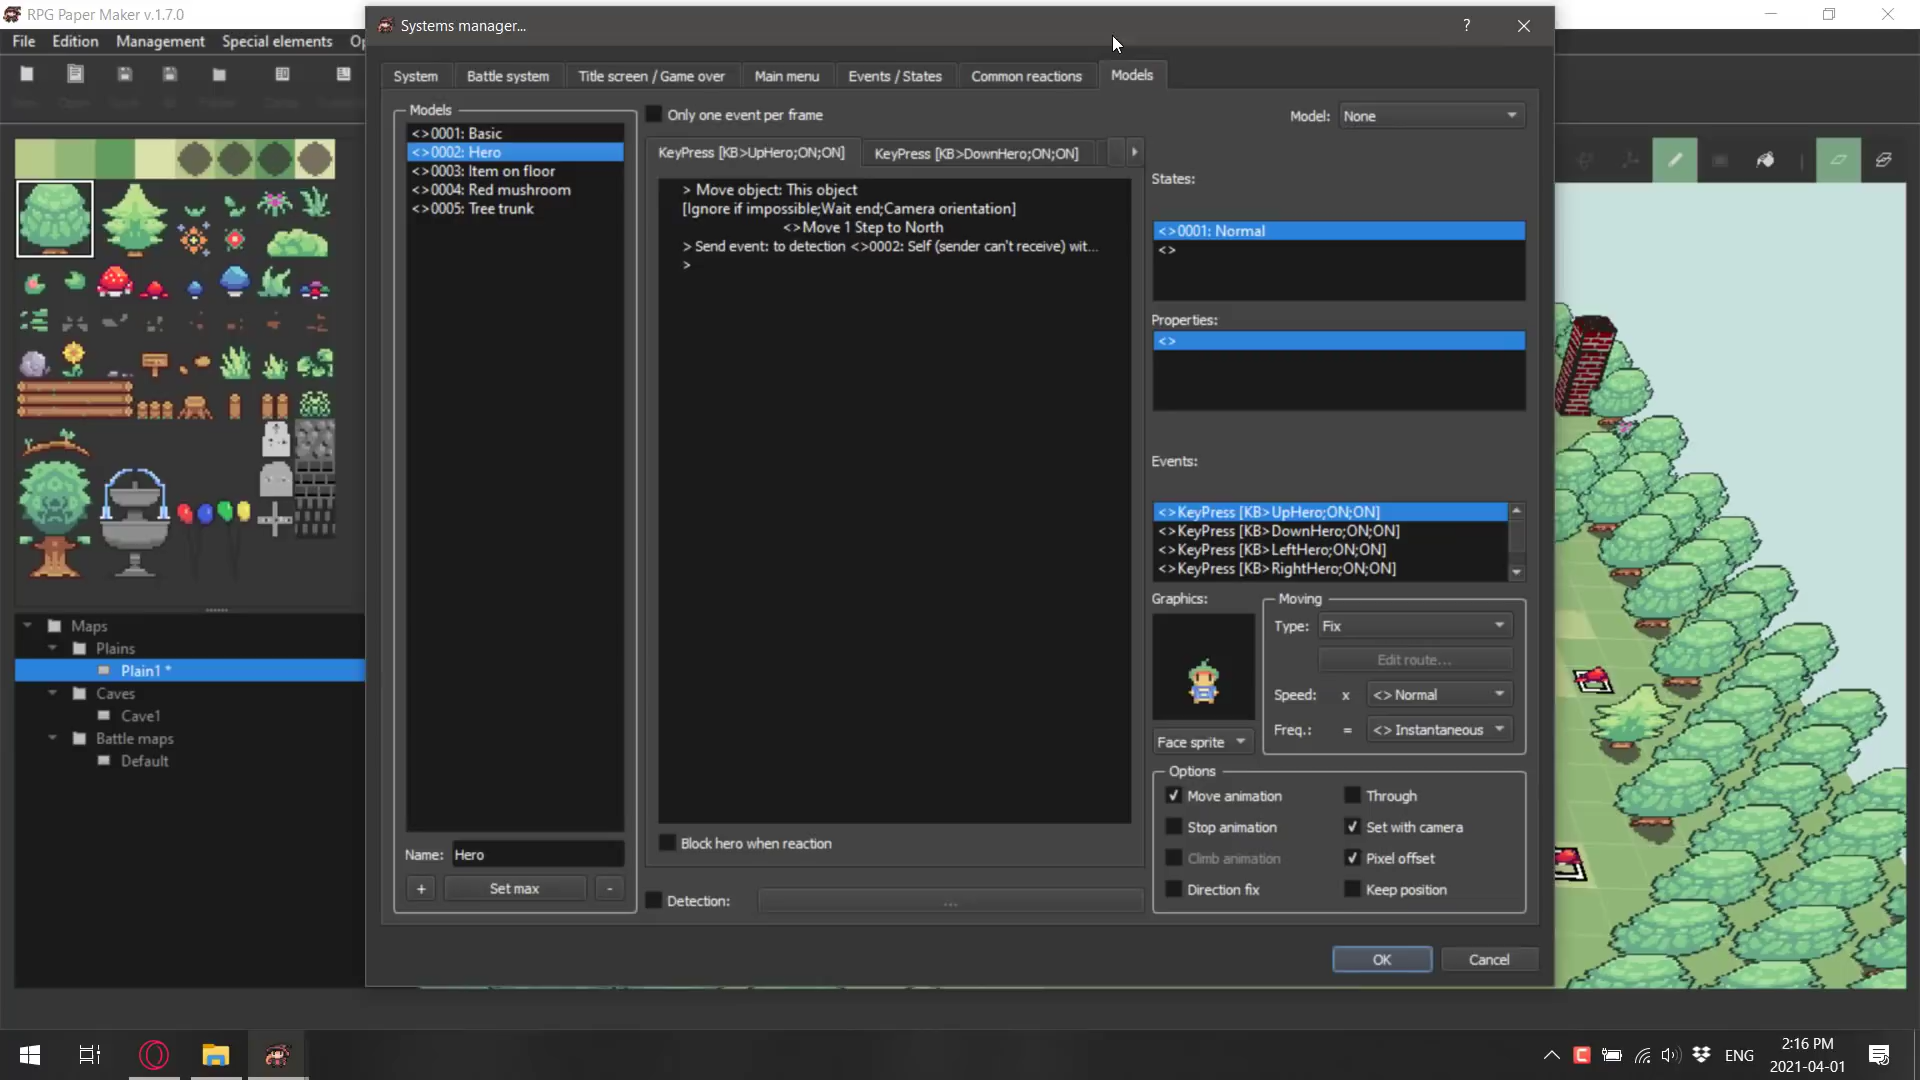 RPG Paper Maker v.1.7.0
File Edition Management Special elements
Systems manager...
?
System Battle system Title screen / Game over Main menu Events / States Common reactions Models
Models
<>0001: Basic
<>0002: Hero
<>0003: Item on floor
<>0004: Red mushroom
<>0005: Tree trunk
Name: Hero
+ Set max -
Only one event per frame
KeyPress [KB>UpHero;ON;ON] KeyPress [KB>DownHero;ON;ON]
> Move object: This object
[Ignore if impossible;Wait end;Camera orientation]
<>Move 1 Step to North
> Send event: to detection <>0002: Self (sender can't receive) wit...
>
Block hero when reaction
Detection: ...
Model: None
States:
<>0001: Normal
<>
Properties:
<>
Events:
<>KeyPress [KB>UpHero;ON;ON]
<>KeyPress [KB>DownHero;ON;ON]
<>KeyPress [KB>LeftHero;ON;ON]
<>KeyPress [KB>RightHero;ON;ON]
Graphics:
Face sprite
Moving
Type: Fix
Edit route...
Speed: x <> Normal
Freq.: = <> Instantaneous
Options
Move animation Through
Stop animation Set with camera
Climb animation Pixel offset
Direction fix Keep position
OK Cancel
Maps
Plains
Plain1 *
Caves
Cave1
Battle maps
Default
ENG
2:16 PM
2021-04-01